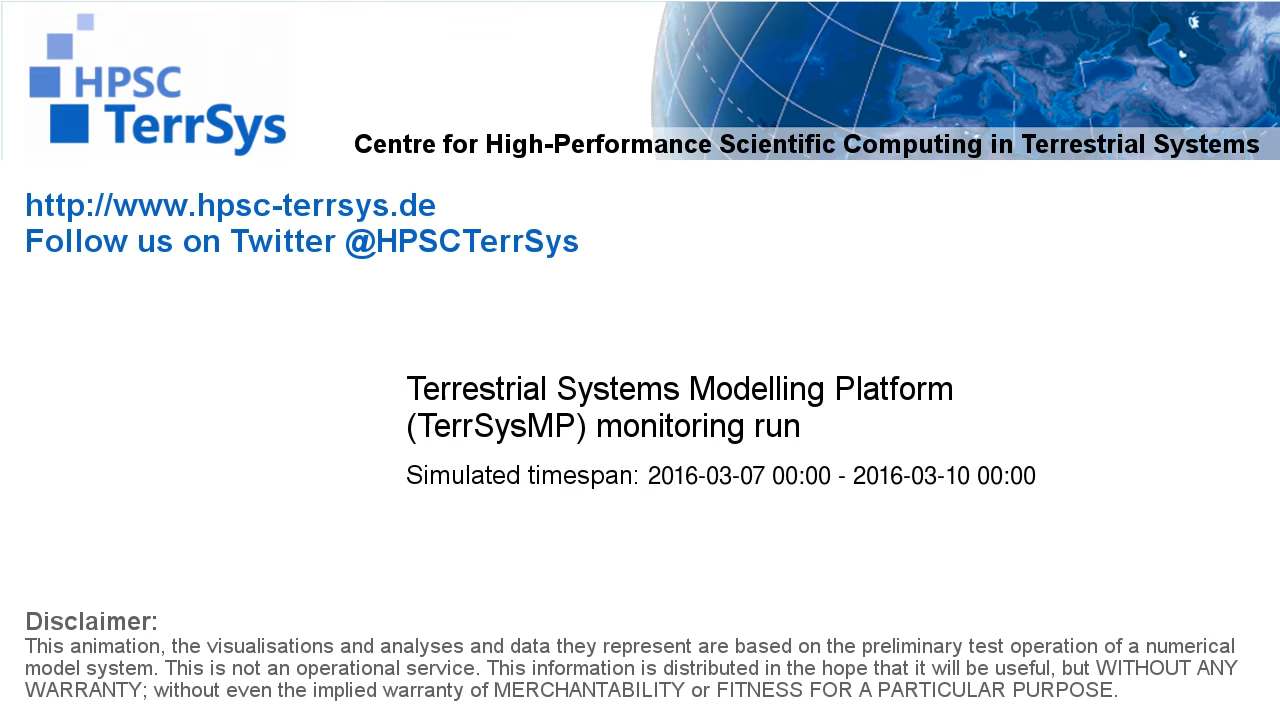 HPSC
TerrSys
Centre for High-Performance Scientific Computing in Terrestrial Systems
http://www.hpsc-terrsys.de
Follow us on Twitter @HPSCTerrSys
Terrestrial Systems Modelling Platform
(TerrSysMP) monitoring run
Simulated timespan: 2016-03-07 00:00 - 2016-03-10 00:00
Disclaimer:
This animation, the visualisations and analyses and data they represent are based on the preliminary test operation of a numerical
model system. This is not an operational service. This information is distributed in the hope that it will be useful, but WITHOUT ANY
WARRANTY; without even the implied warranty of MERCHANTABILITY or FITNESS FOR A PARTICULAR PURPOSE.